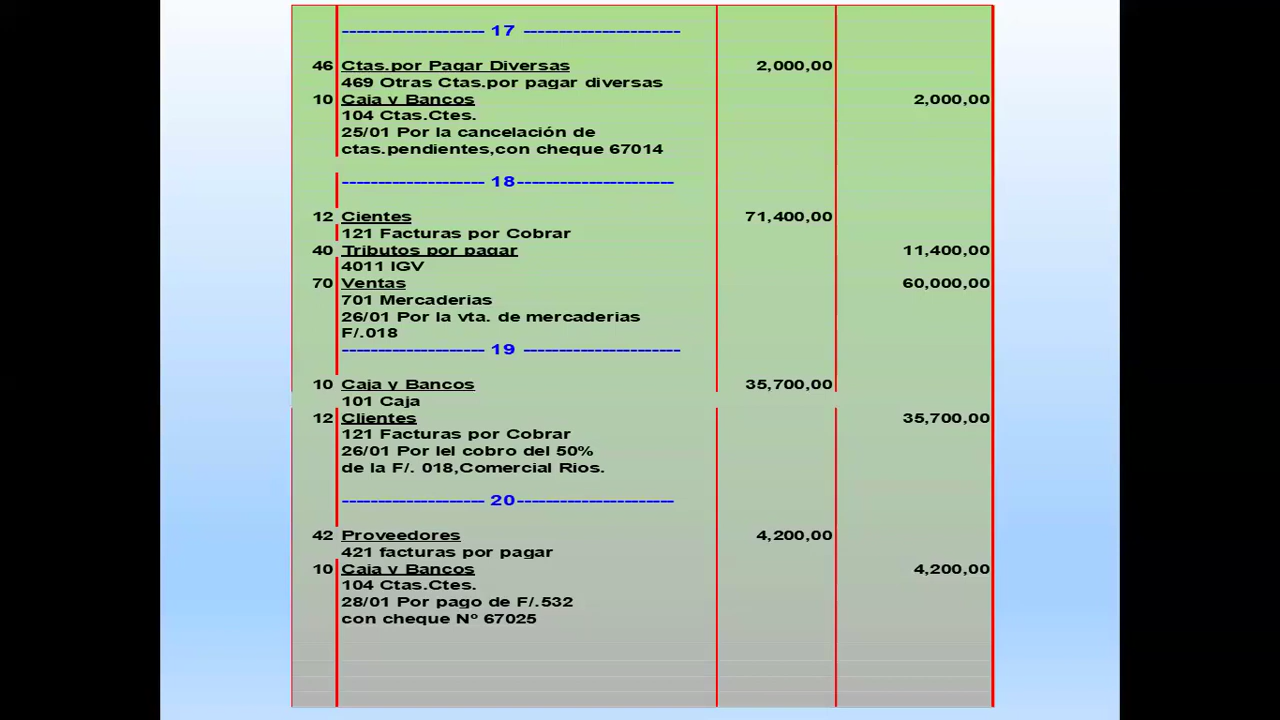 -------------------- 17 ----------------------
46 Ctas.por Pagar Diversas 2,000,00
469 Otras Ctas.por pagar diversas
10 Caja y Bancos 2,000,00
104 Ctas.Ctes.
25/01 Por la cancelación de
ctas.pendientes,con cheque 67014
-------------------- 18----------------------
12 Cientes 71,400,00
121 Facturas por Cobrar
40 Tributos por pagar 11,400,00
4011 IGV
70 Ventas 60,000,00
701 Mercaderias
26/01 Por la vta. de mercaderias
F/.018
-------------------- 19 ----------------------
10 Caja y Bancos 35,700,00
101 Caja
12 Clientes 35,700,00
121 Facturas por Cobrar
26/01 Por lel cobro del 50%
de la F/. 018,Comercial Rios.
-------------------- 20----------------------
42 Proveedores 4,200,00
421 facturas por pagar
10 Caja y Bancos 4,200,00
104 Ctas.Ctes.
28/01 Por pago de F/.532
con cheque Nº 67025